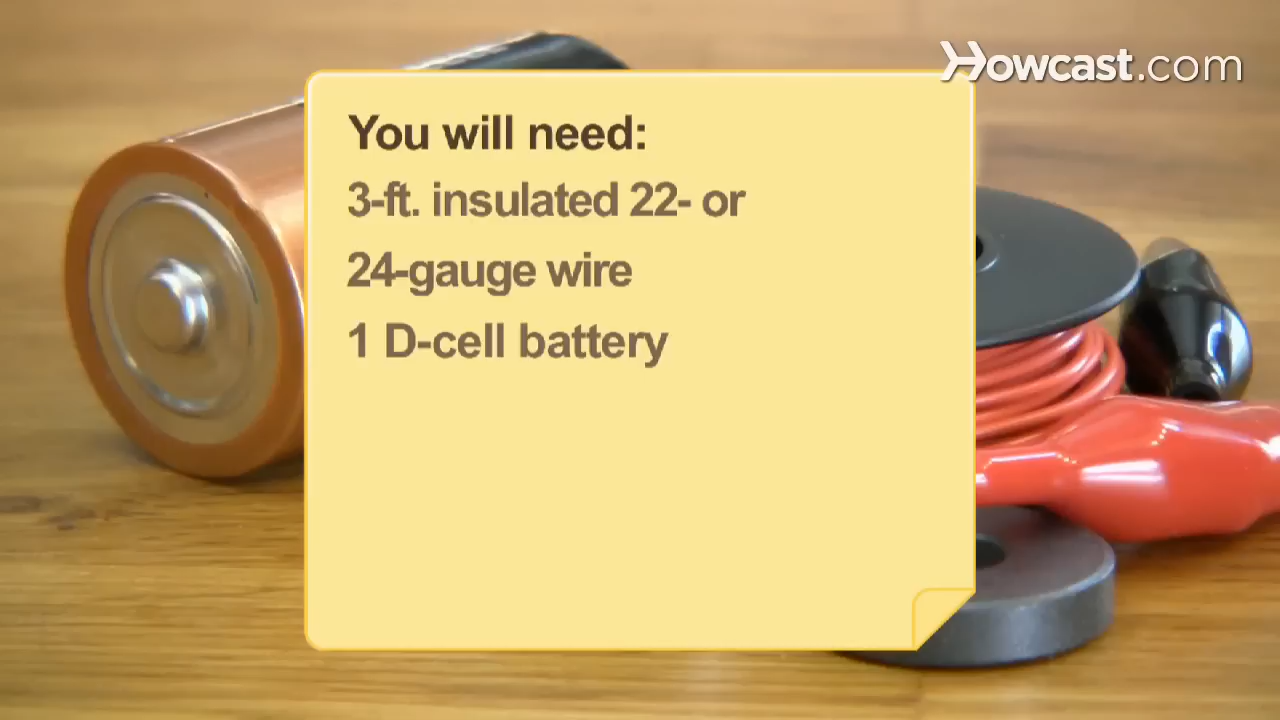 Howcast.com
You will need:
3-ft. insulated 22- or
24-gauge wire
1 D-cell battery